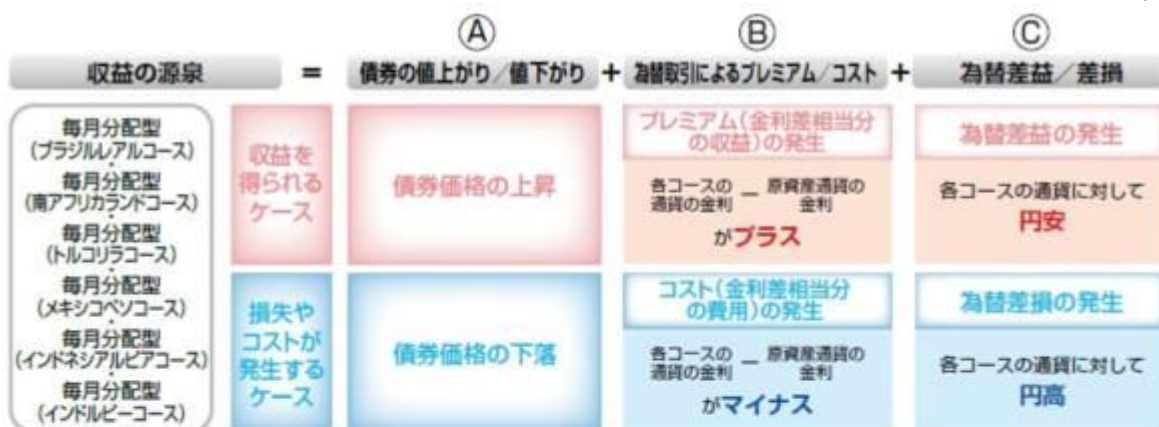 Ⓐ Ⓑ Ⓒ
収益の源泉 = 債券の値上がり/値下がり + 為替取引によるプレミアム/コスト + 為替差益/差損
毎月分配型
(ブラジルレアルコース)
毎月分配型
(南アフリカランドコース)
毎月分配型
(トルコリラコース)
毎月分配型
(メキシコペソコース)
毎月分配型
(インドネシアルピアコース)
毎月分配型
(インドルピーコース)
収益を
得られる
ケース
債券価格の上昇
プレミアム(金利差相当分
の収益)の発生
各コースの
通貨の金利
ー
原資産通貨の
金利
がプラス
為替差益の発生
各コースの通貨に対して
円安
損失や
コストが
発生する
ケース
債券価格の下落
コスト(金利差相当分
の費用)の発生
各コースの
通貨の金利
ー
原資産通貨の
金利
がマイナス
為替差損の発生
各コースの通貨に対して
円高